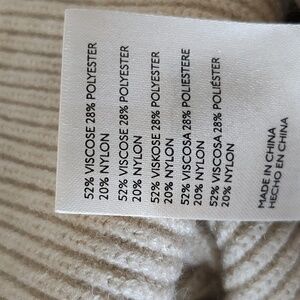 52% VISCOSE 28% POLYESTER
20% NYLON
52% VISCOSE 28% POLYESTER
20% NYLON
52% VISKOSE 28% POLYESTER
20% NYLON
52% VISCOSA 28% POLIESTERE
20% NYLON
52% VISCOSA 28% POLIÉSTER
20% NYLON
MADE IN CHINA
HECHO EN CHINA